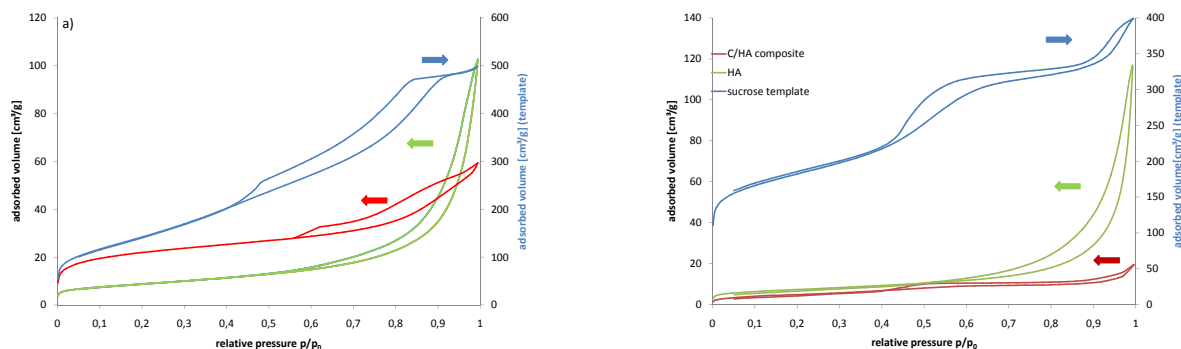 a)
120
100
80
60
40
20
0
adsorbed volume [cm³/g]
600
500
400
300
200
100
0
adsorbed volume [cm³/g] (template)
0 0,1 0,2 0,3 0,4 0,5 0,6 0,7 0,8 0,9 1
relative pressure p/p₀
140
120
100
80
60
40
20
0
adsorbed volume [cm³/g]
C/HA composite
HA
sucrose template
400
350
300
250
200
150
100
50
0
adsorbed volume [cm³/g] (template)
0 0,1 0,2 0,3 0,4 0,5 0,6 0,7 0,8 0,9 1
relative pressure p/p₀